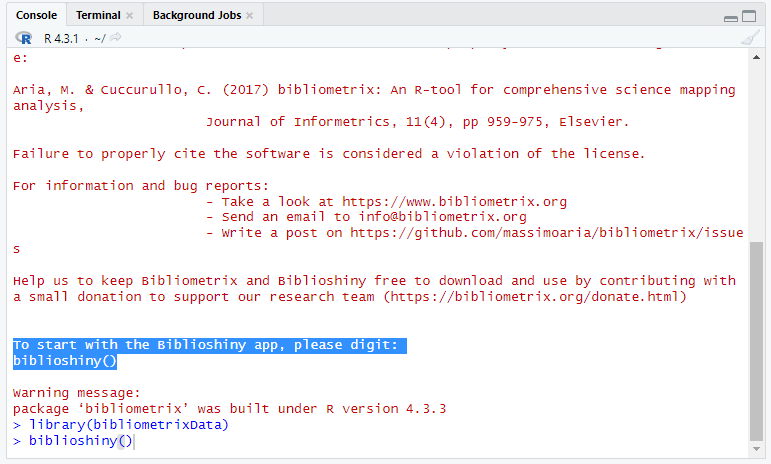 Console Terminal Background Jobs
R R 4.3.1 · ~/
e:
Aria, M. & Cuccurullo, C. (2017) bibliometrix: An R-tool for comprehensive science mapping
analysis,
Journal of Informetrics, 11(4), pp 959-975, Elsevier.
Failure to properly cite the software is considered a violation of the license.
For information and bug reports:
- Take a look at https://www.bibliometrix.org
- Send an email to info@bibliometrix.org
- Write a post on https://github.com/massimoaria/bibliometrix/issue
s
Help us to keep Bibliometrix and Biblioshiny free to download and use by contributing with
a small donation to support our research team (https://bibliometrix.org/donate.html)
To start with the Biblioshiny app, please digit:
biblioshiny()
Warning message:
package ‘bibliometrix’ was built under R version 4.3.3
> library(bibliometrixData)
> biblioshiny()